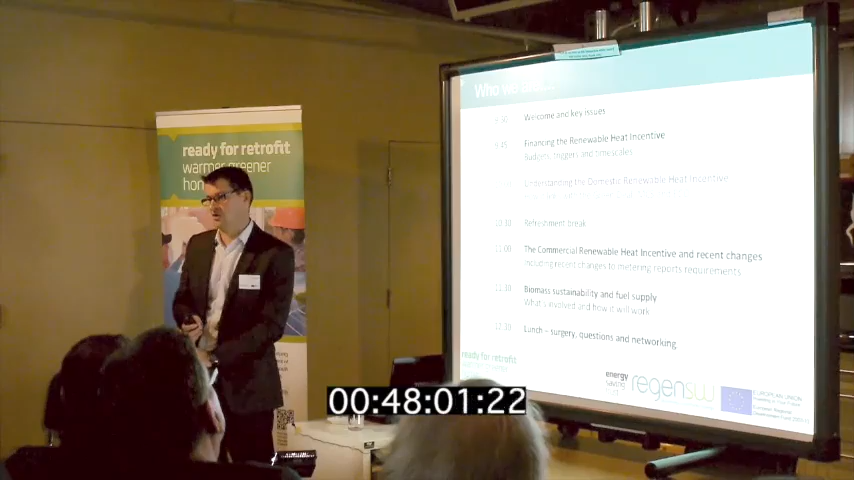 Who we are...
9:30 Welcome and key issues
9:45 Financing the Renewable Heat Incentive
Budgets, triggers and timescales
Understanding the Domestic Renewable Heat Incentive
10:30 Refreshment break
11:00 The Commercial Renewable Heat Incentive and recent changes
Including recent changes to metering reports requirements
11:30 Biomass sustainability and fuel supply
What is involved and how it will work
12:30 Lunch – surgery, questions and networking
ready for retrofit
energy
saving
trust
regensw
EUROPEAN UNION
ready for retrofit
warmer greener
00:48:01:22